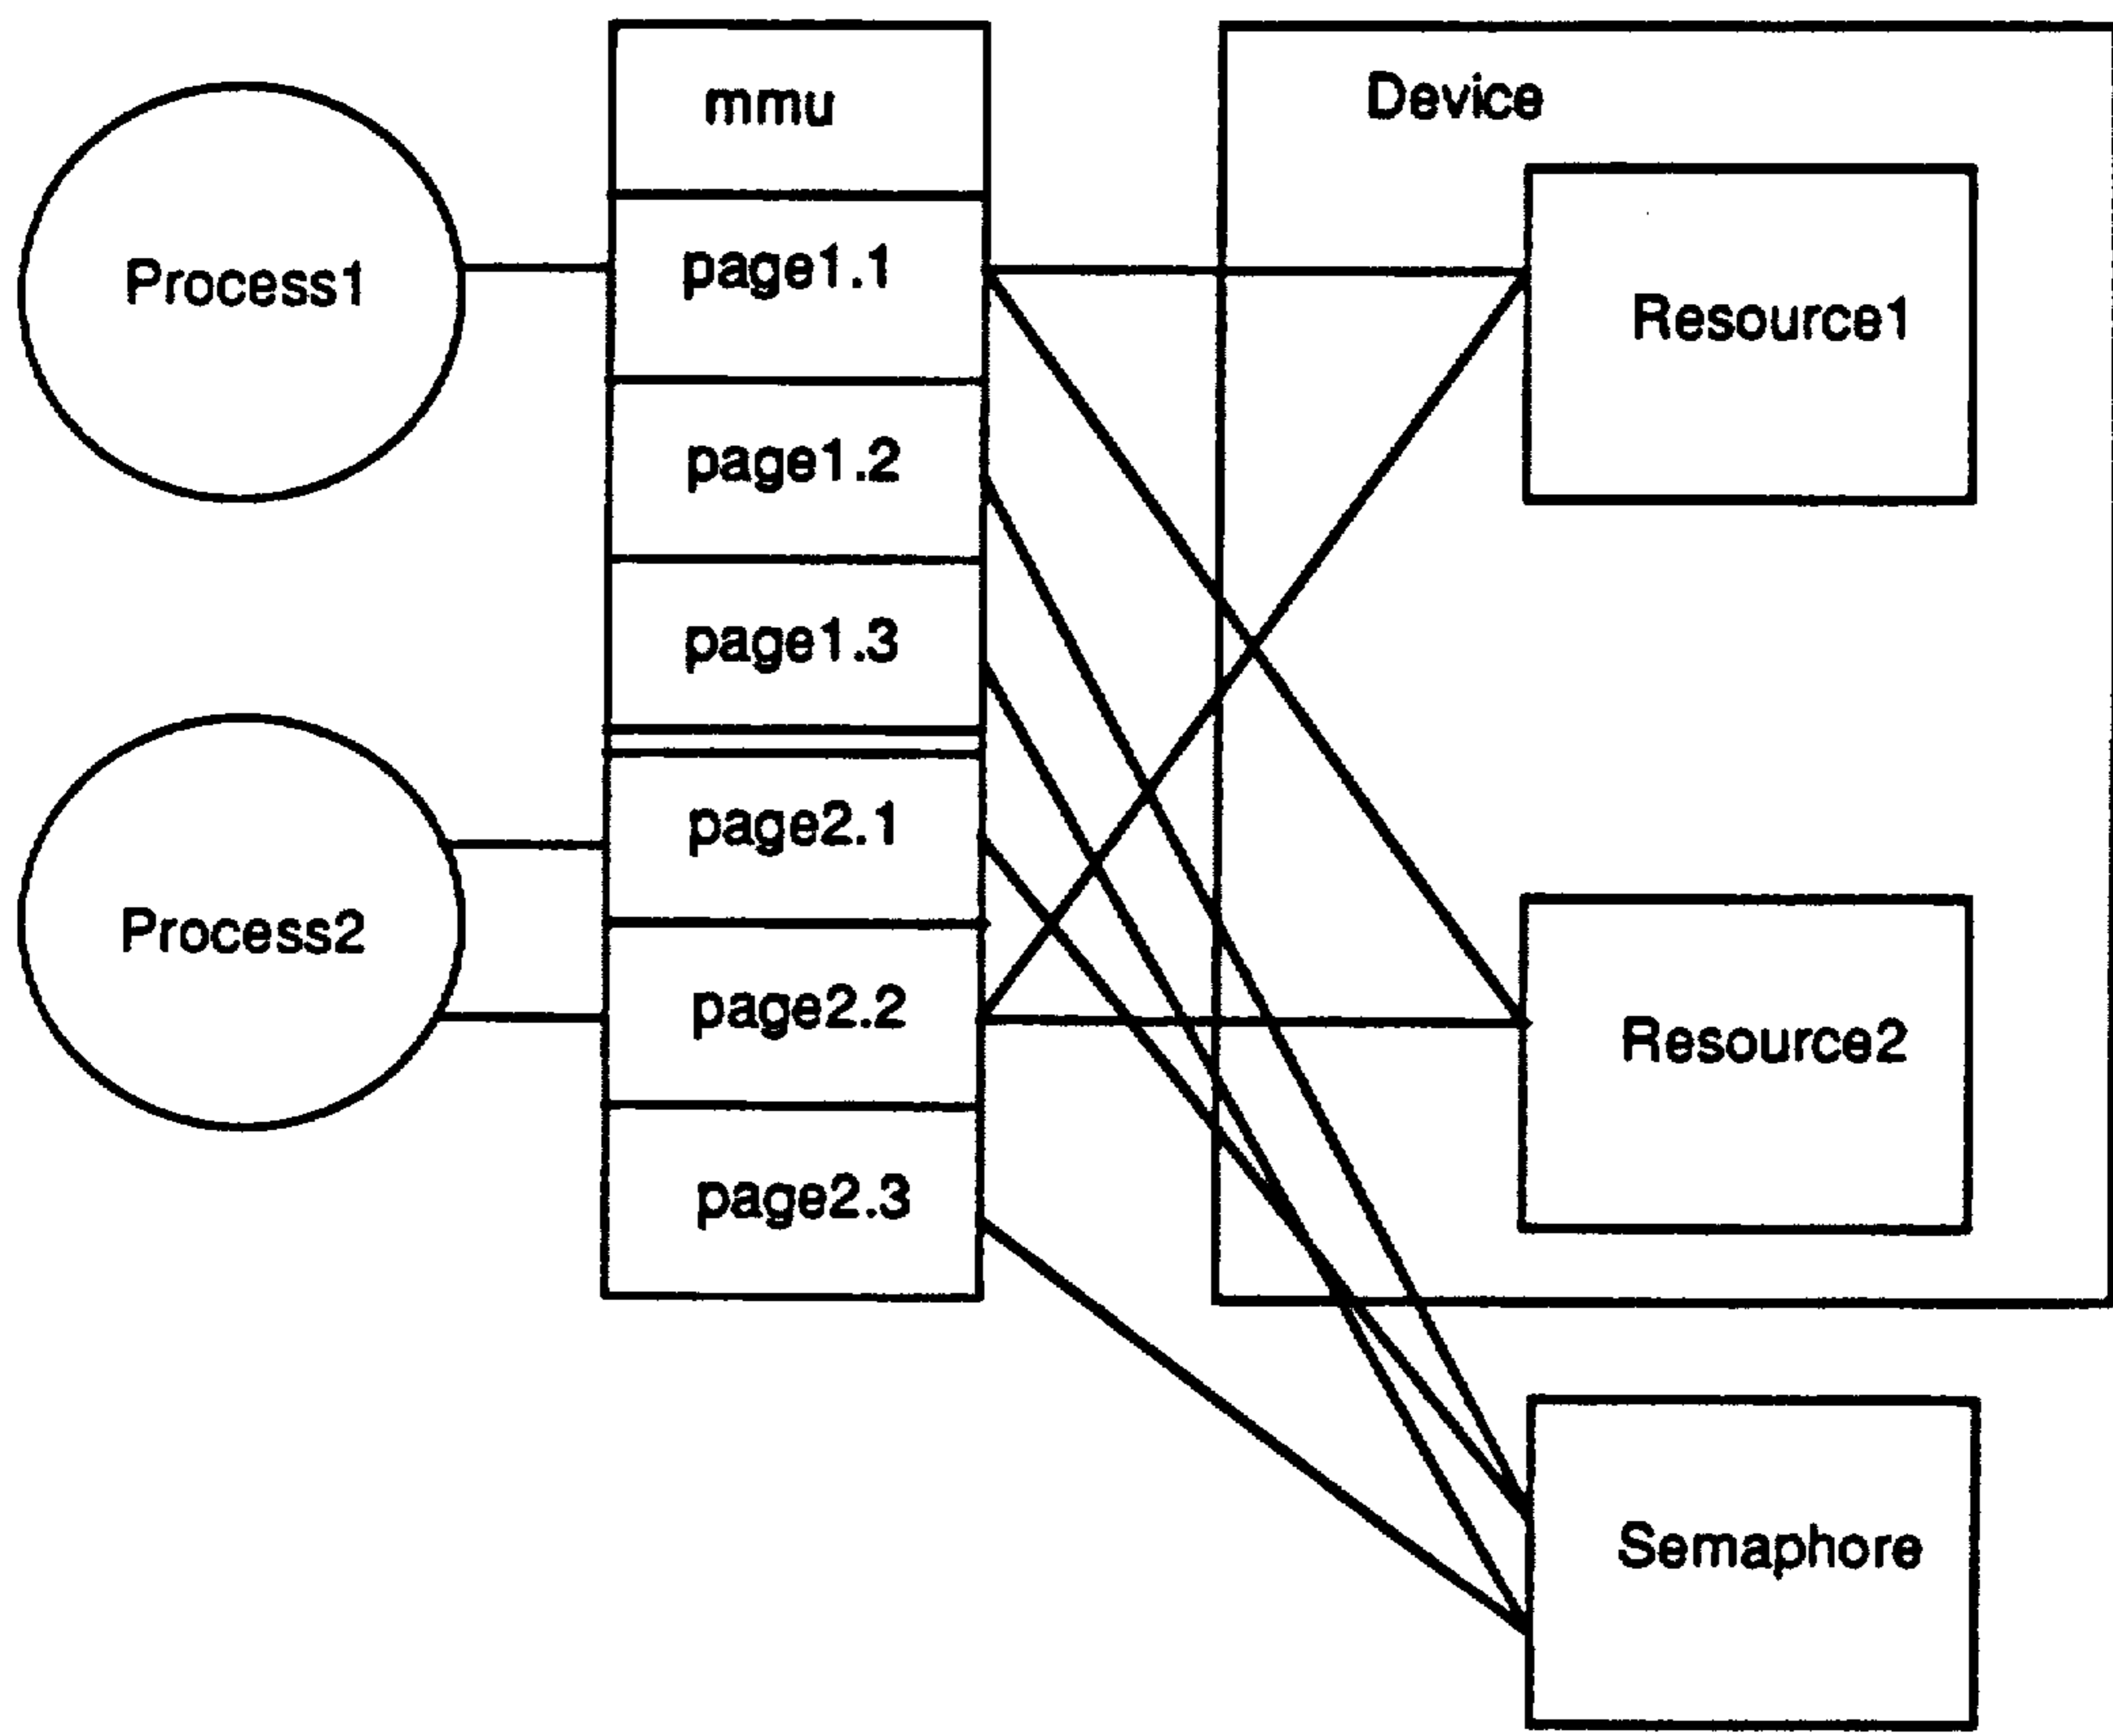 mmu
Device
Process1
page1.1
Resource1
page1.2
page1.3
page2.1
Process2
page2.2
Resource2
page2.3
Semaphore